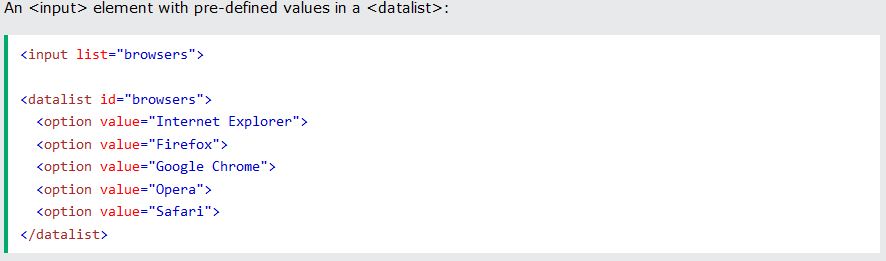 An <input> element with pre-defined values in a <datalist>:
<input list="browsers">
<datalist id="browsers">
<option value="Internet Explorer">
<option value="Firefox">
<option value="Google Chrome">
<option value="Opera">
<option value="Safari">
</datalist>